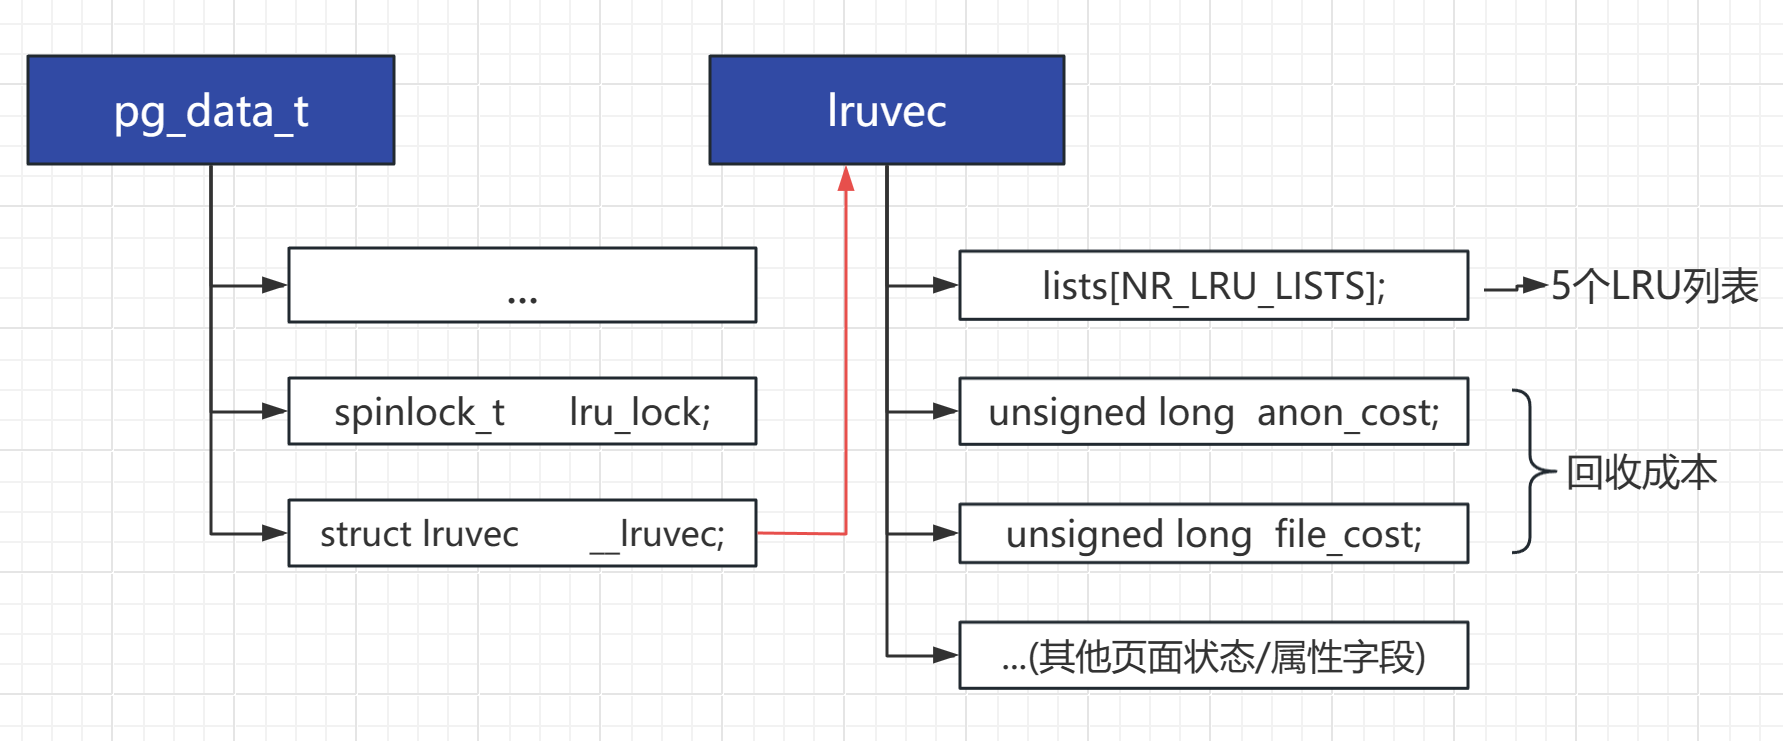 pg_data_t
...
spinlock_t lru_lock;
struct lruvec __lruvec;
lruvec
lists[NR_LRU_LISTS];
5个LRU列表
unsigned long anon_cost;
unsigned long file_cost;
回收成本
...(其他页面状态/属性字段)